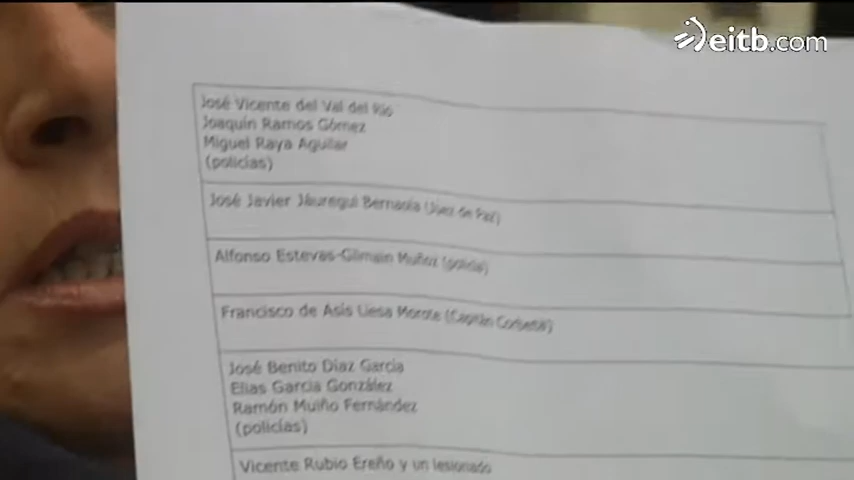 eitb.com
José Vicente del Val del Río
Joaquín Ramos Gómez
Miguel Raya Aguilar
(policías)
José Javier Jáuregui Bernaola (Juez de Paz)
Alfonso Estevas-Gilmain Muñoz (policía)
Francisco de Asís Liesa Morote (Capitán Corbeta)
José Benito Díaz García
Elías García González
Ramón Muiño Fernández
(policías)
Vicente Rubio Ereño y un lesionado